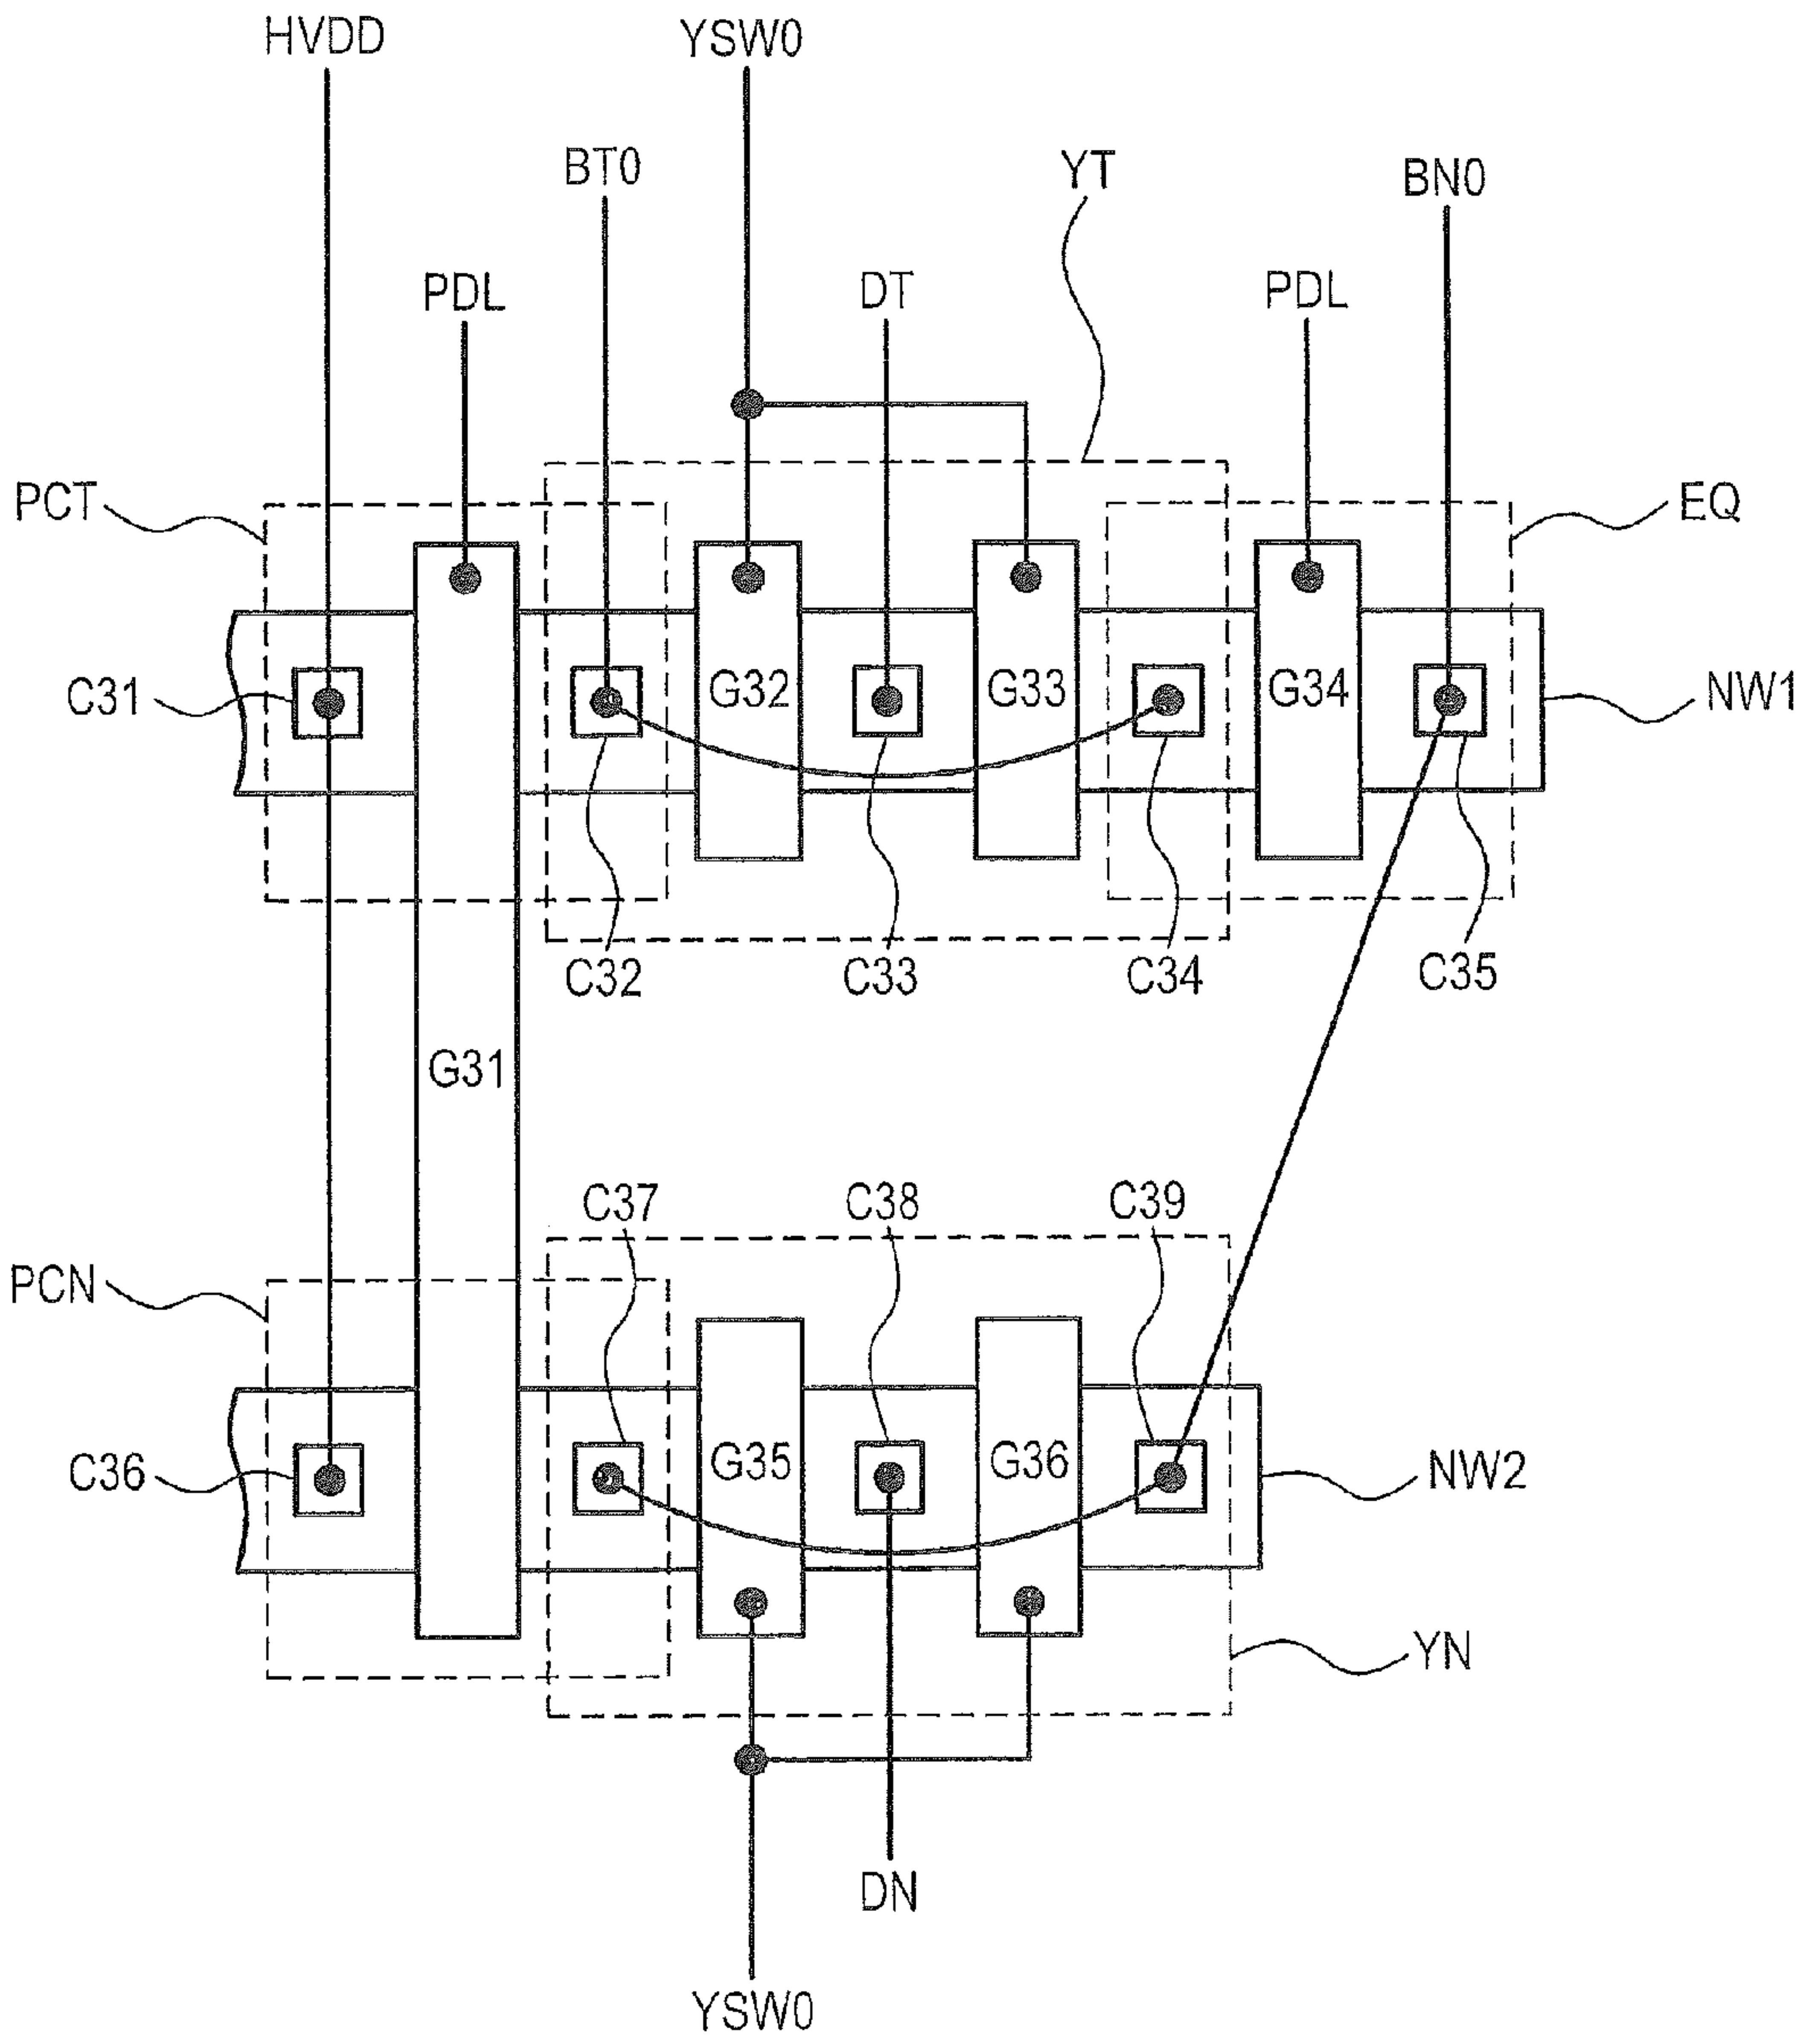 HVDD
YSW0
BT0
YT
BN0
PDL
DT
PDL
PCT
EQ
C31
G32
G33
G34
NW1
C32
C33
C34
C35
G31
C37
C38
C39
PCN
C36
G35
G36
NW2
YN
DN
YSW0